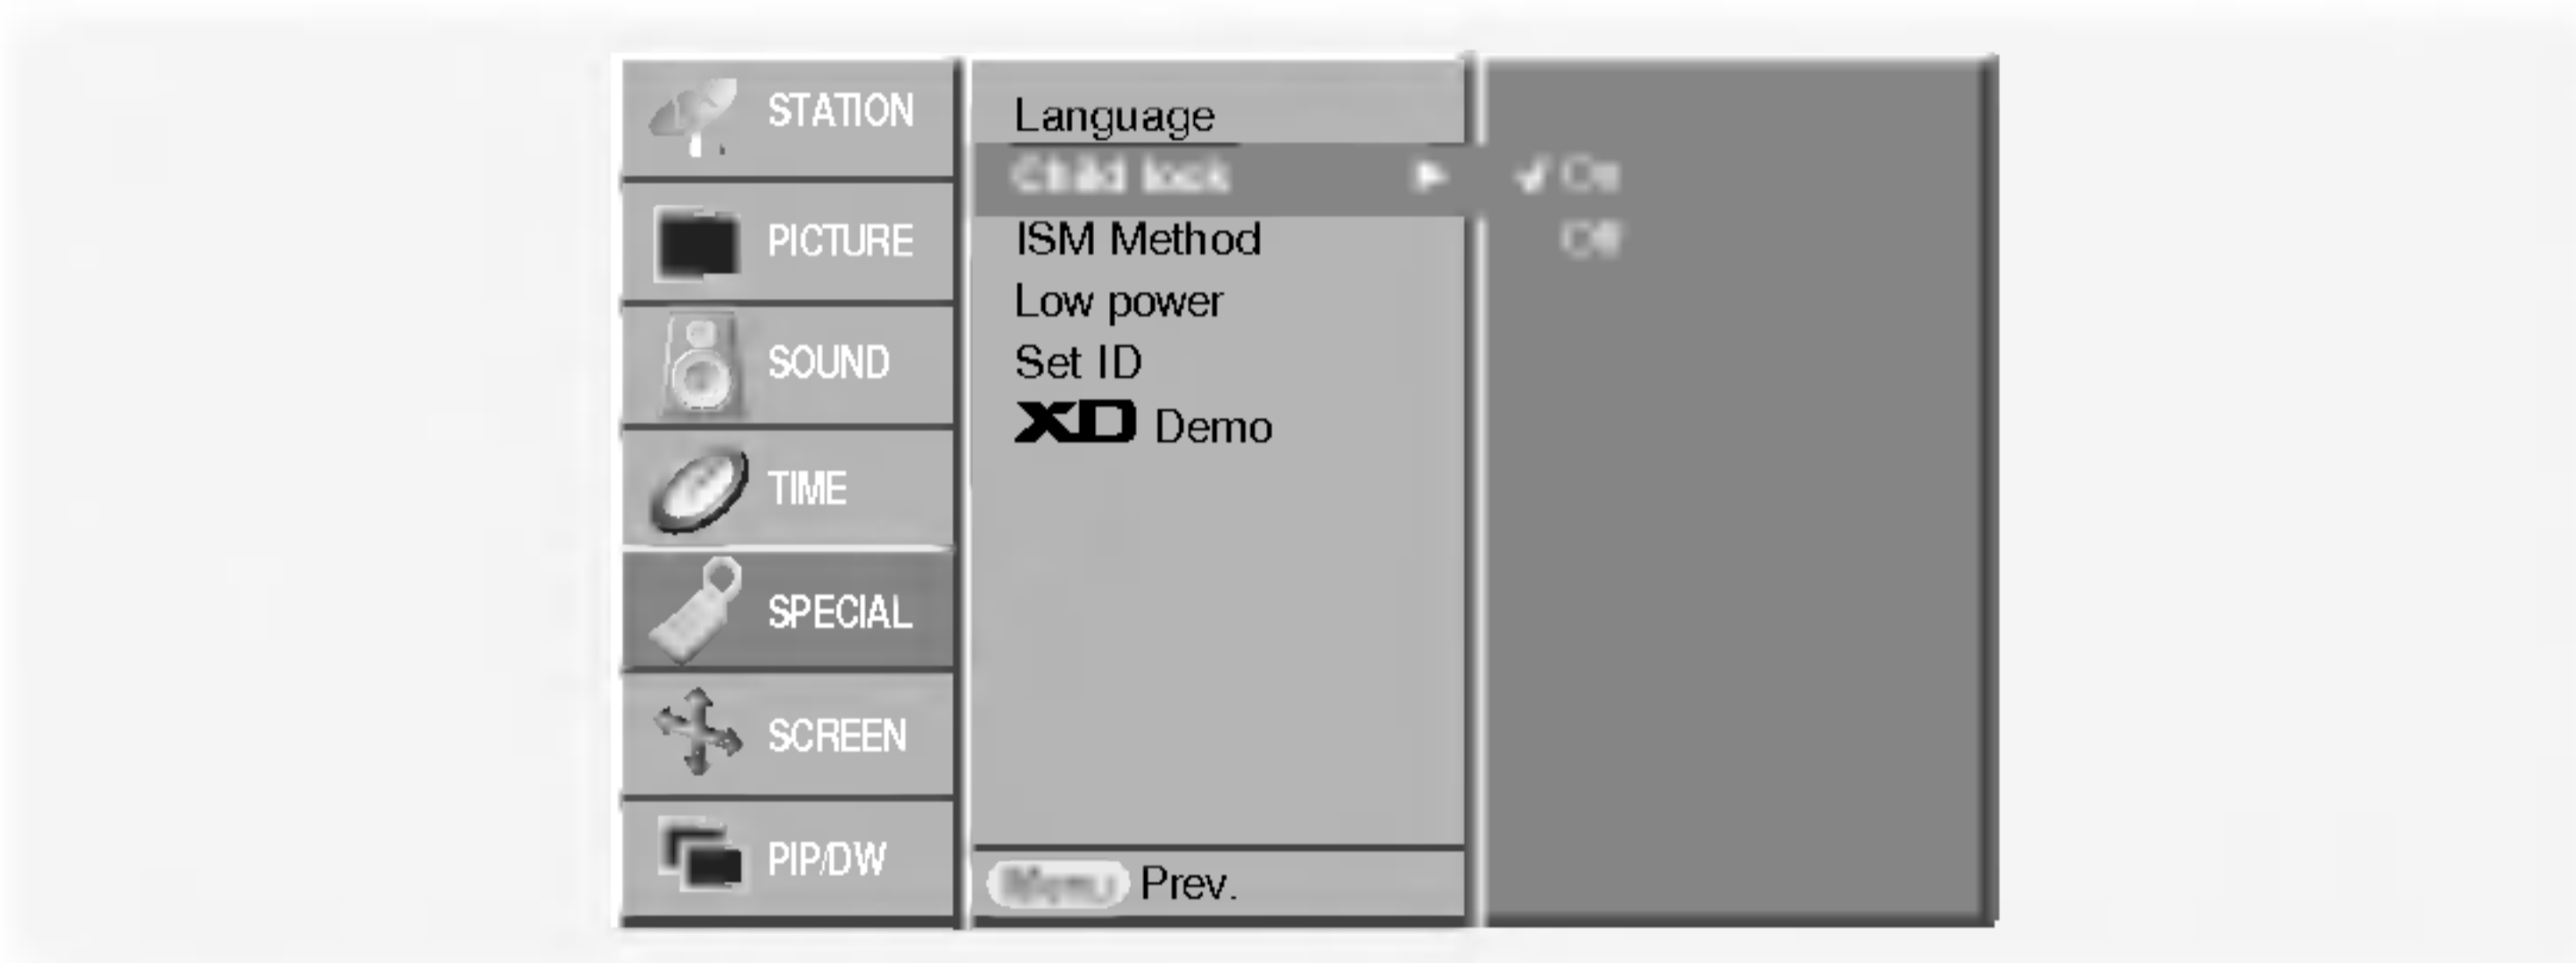 STATION
PICTURE
SOUND
TIME
SPECIAL
SCREEN
PIP/DW
Language
Child lock
ISM Method
Low power
Set ID
XD Demo
Menu Prev.
On
Off